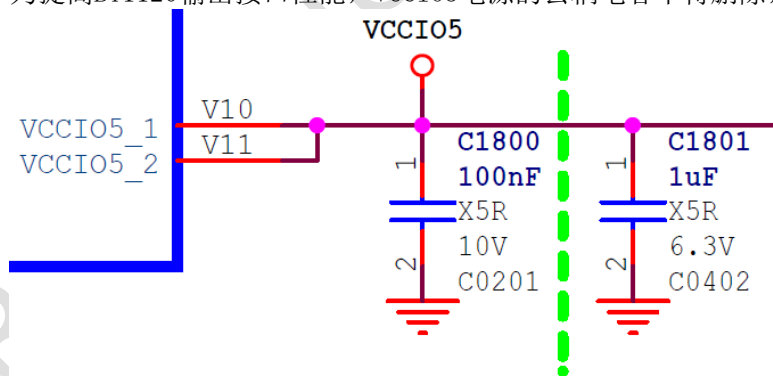 VCCIO5
VCCIO5_1
V10
VCCIO5_2
V11
1
C1800
100nF
X5R
10V
C0201
2
1
C1801
1uF
X5R
6.3V
C0402
2